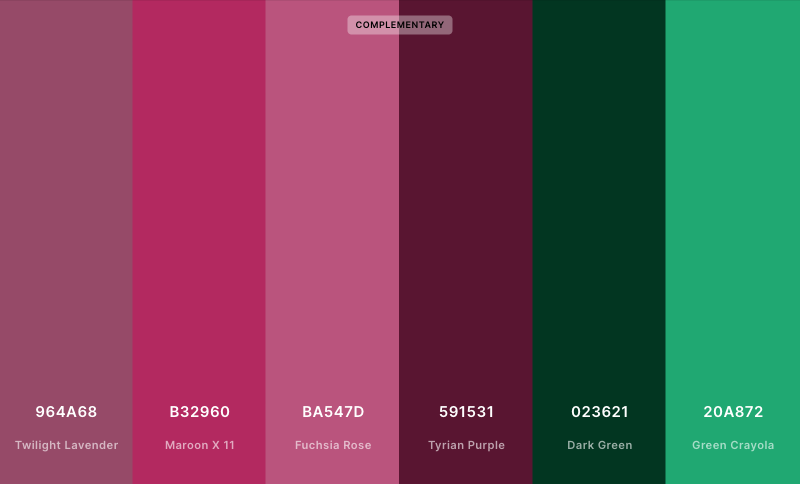 COMPLEMENTARY
964A68
Twilight Lavender
B32960
Maroon X 11
BA547D
Fuchsia Rose
591531
Tyrian Purple
023621
Dark Green
20A872
Green Crayola